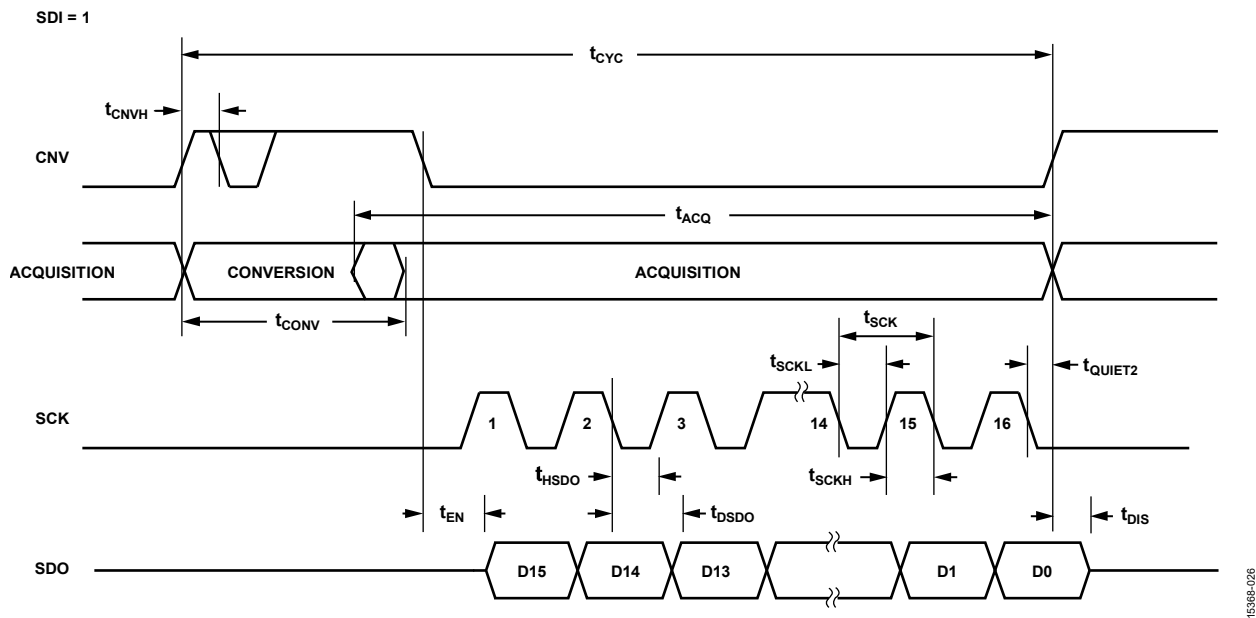 SDI = 1
tCYC
tCNVH
CNV
tACQ
ACQUISITION CONVERSION ACQUISITION
tCONV
tSCK
tSCKL
tQUIET2
SCK 1 2 3 14 15 16
tHSDO
tSCKH
tEN
tDSDO
tDIS
SDO D15 D14 D13 D1 D0
15368-026